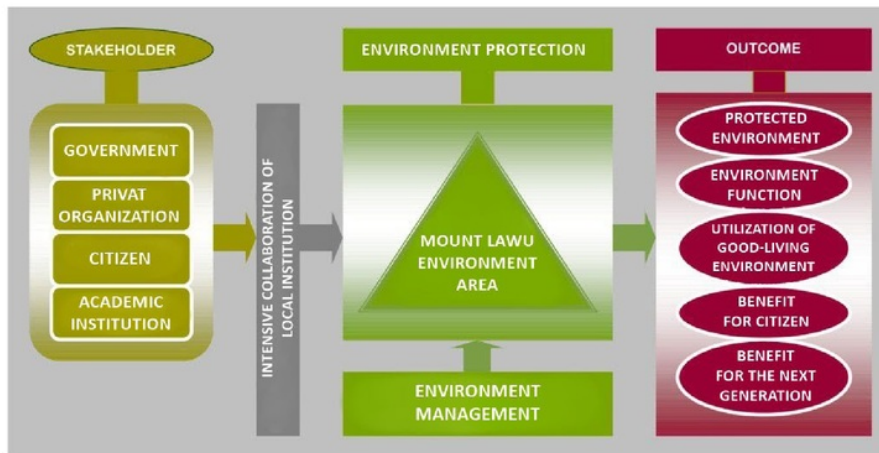 STAKEHOLDER
GOVERNMENT
PRIVAT
ORGANIZATION
CITIZEN
ACADEMIC
INSTITUTION
INTENSIVE COLLABORATION OF
LOCAL INSTITUTION
ENVIRONMENT PROTECTION
MOUNT LAWU
ENVIRONMENT
AREA
ENVIRONMENT
MANAGEMENT
OUTCOME
PROTECTED
ENVIRONMENT
ENVIRONMENT
FUNCTION
UTILIZATION OF
GOOD-LIVING
ENVIRONMENT
BENEFIT
FOR CITIZEN
BENEFIT
FOR THE NEXT
GENERATION